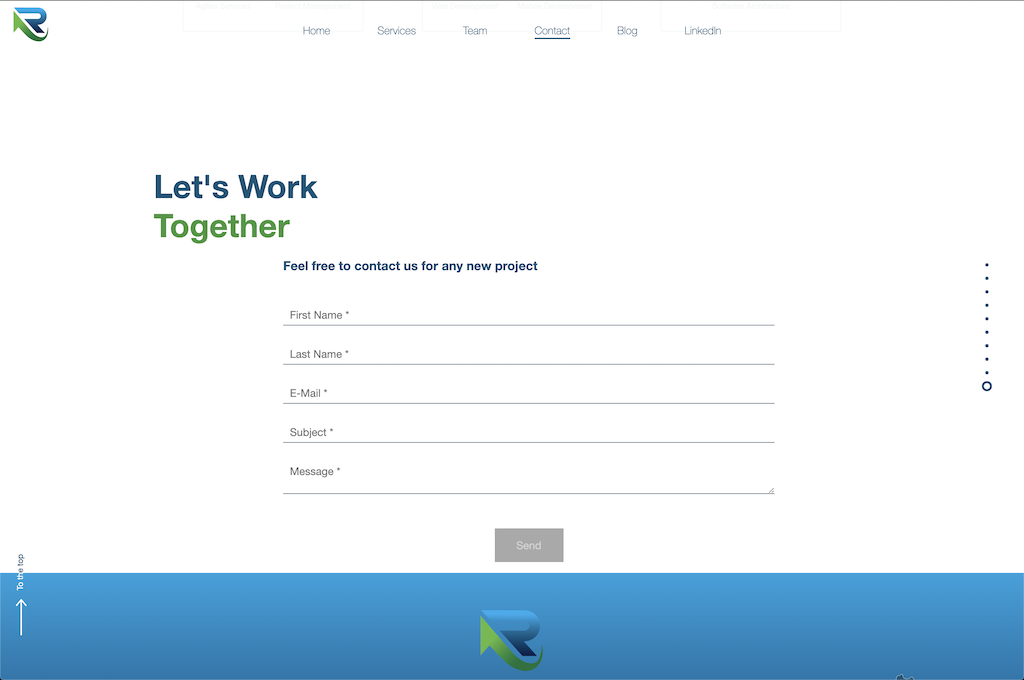 Home Services Team Contact Blog LinkedIn
Let's Work
Together
Feel free to contact us for any new project
First Name *
Last Name *
E-Mail *
Subject *
Message *
Send
To the top